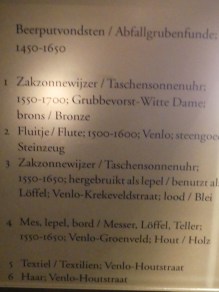 Beerputvondsten / Abfallgrubenfunde:
1450-1650
1 Zakzonnewijzer / Taschensonnenuhr;
1550-1700; Grubbevorst-Witte Dame;
brons / Bronze
2 Fluitje / Flute; 1500-1600; Venlo; steengoed
Steinzeug
3 Zakzonnewijzer / Taschensonnenuhr;
1550-1650; hergebruikt als lepel / benutzt als
Löffel; Venlo-Krekeveldstraat; lood / Blei
4 Mes, lepel, bord / Messer, Löffel, Teller;
1550-1650; Venlo-Groenveld; Hout / Holz
5 Textiel / Textilien; Venlo-Houtstraat
6 Haar; Venlo-Houtstraat